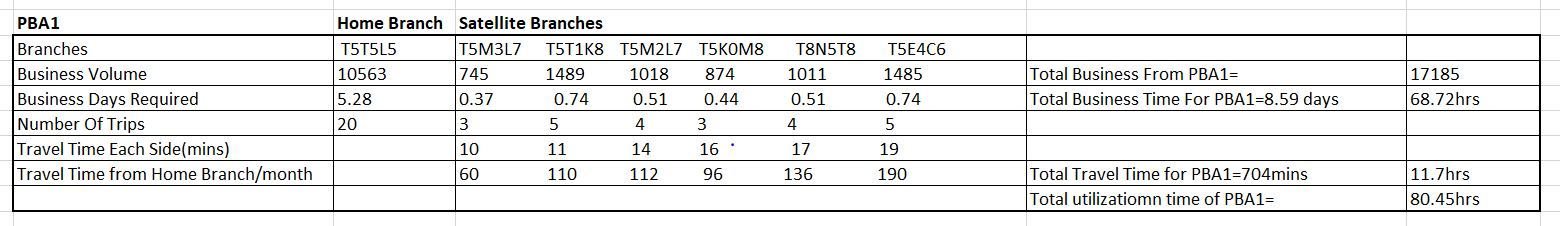 PBA1 Home Branch Satellite Branches
Branches T5T5L5 T5M3L7 T5T1K8 T5M2L7 T5K0M8 T8N5T8 T5E4C6
Business Volume 10563 745 1489 1018 874 1011 1485 Total Business From PBA1= 17185
Business Days Required 5.28 0.37 0.74 0.51 0.44 0.51 0.74 Total Business Time For PBA1=8.59 days 68.72hrs
Number Of Trips 20 3 5 4 3 4 5
Travel Time Each Side(mins) 10 11 14 16 17 19
Travel Time from Home Branch/month 60 110 112 96 136 190 Total Travel Time for PBA1=704mins 11.7hrs
Total utilizatiomn time of PBA1= 80.45hrs